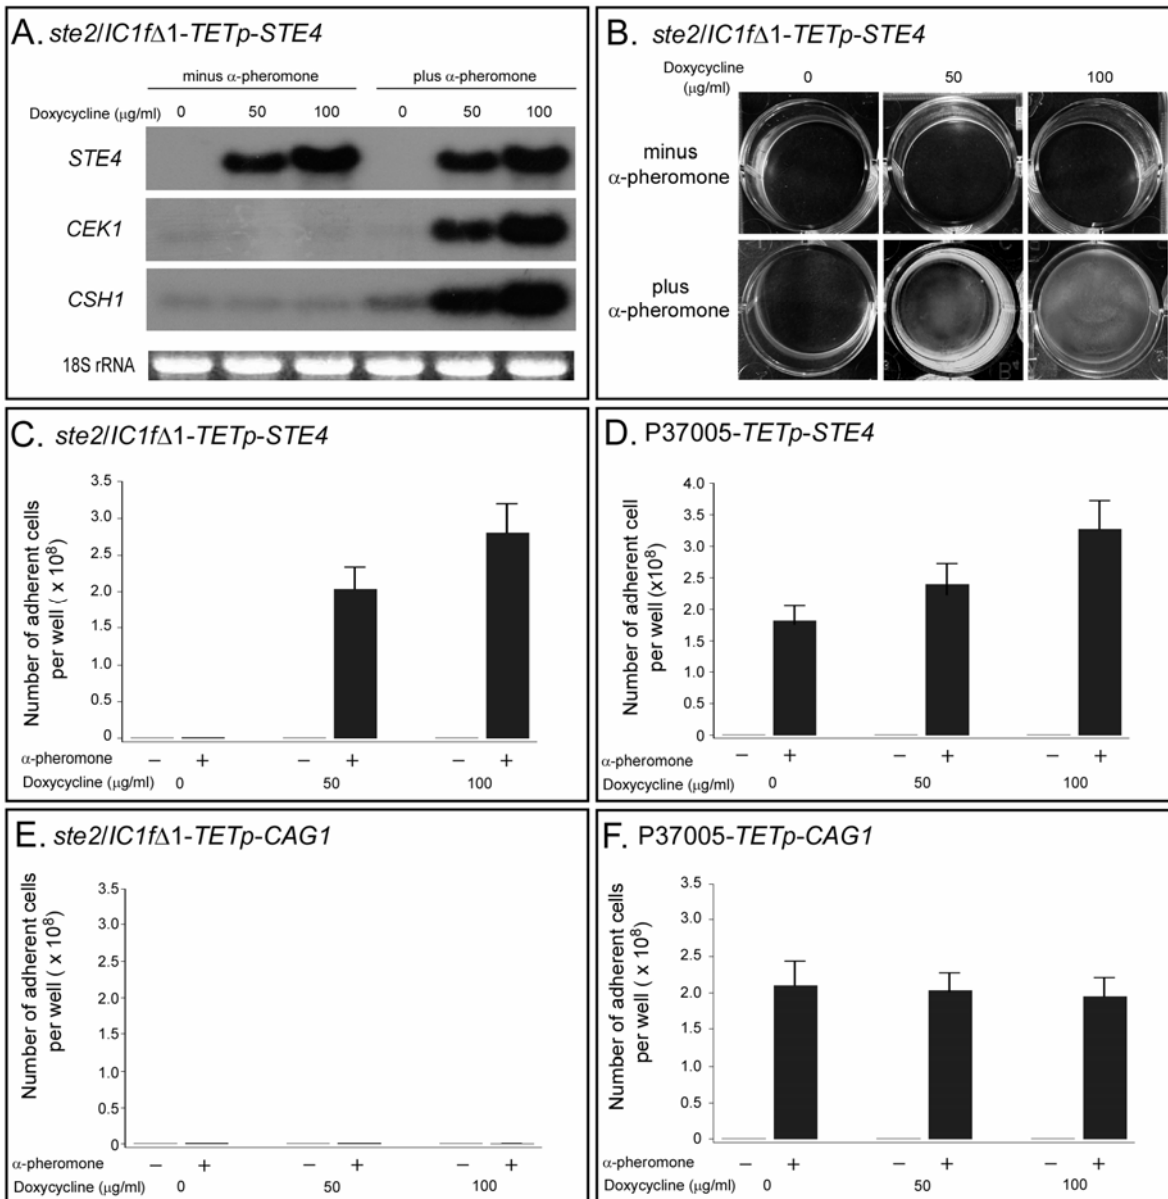 A. ste2/IC1fΔ1-TETp-STE4
minus α-pheromone plus α-pheromone
Doxycycline (μg/ml) 0 50 100 0 50 100
STE4
CEK1
CSH1
18S rRNA
B. ste2/IC1fΔ1-TETp-STE4
Doxycycline
(μg/ml) 0 50 100
minus
α-pheromone
plus
α-pheromone
C. ste2/IC1fΔ1-TETp-STE4
Number of adherent cells
per well ( x 10⁸)
3.5
3.0
2.5
2.0
1.5
1.0
0.5
0
α-pheromone − + − + − +
Doxycycline (μg/ml) 0 50 100
D. P37005-TETp-STE4
Number of adherent cell
per well (x10⁸)
4.0
3.5
3.0
2.5
2.0
1.5
1.0
0.5
0
α-pheromone − + − + − +
Doxycycline (μg/ml) 0 50 100
E. ste2/IC1fΔ1-TETp-CAG1
Number of adherent cells
per well ( x 10⁸)
3.5
3.0
2.5
2.0
1.5
1.0
0.5
0
α-pheromone − + − + − +
Doxycycline (μg/ml) 0 50 100
F. P37005-TETp-CAG1
Number of adherent cells
per well ( x 10⁸)
3.5
3.0
2.5
2.0
1.5
1.0
0.5
0
α-pheromone − + − + − +
Doxycycline (μg/ml) 0 50 100